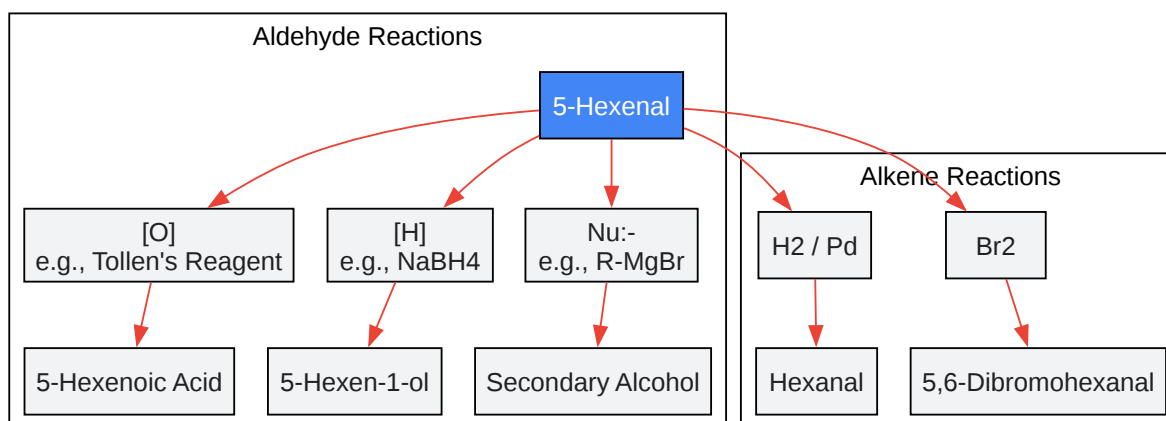 Aldehyde Reactions
5-Hexenal
Alkene Reactions
[O]
e.g., Tollen's Reagent
[H]
e.g., NaBH4
Nu:-
e.g., R-MgBr
H2 / Pd
Br2
5-Hexenoic Acid
5-Hexen-1-ol
Secondary Alcohol
Hexanal
5,6-Dibromohexanal